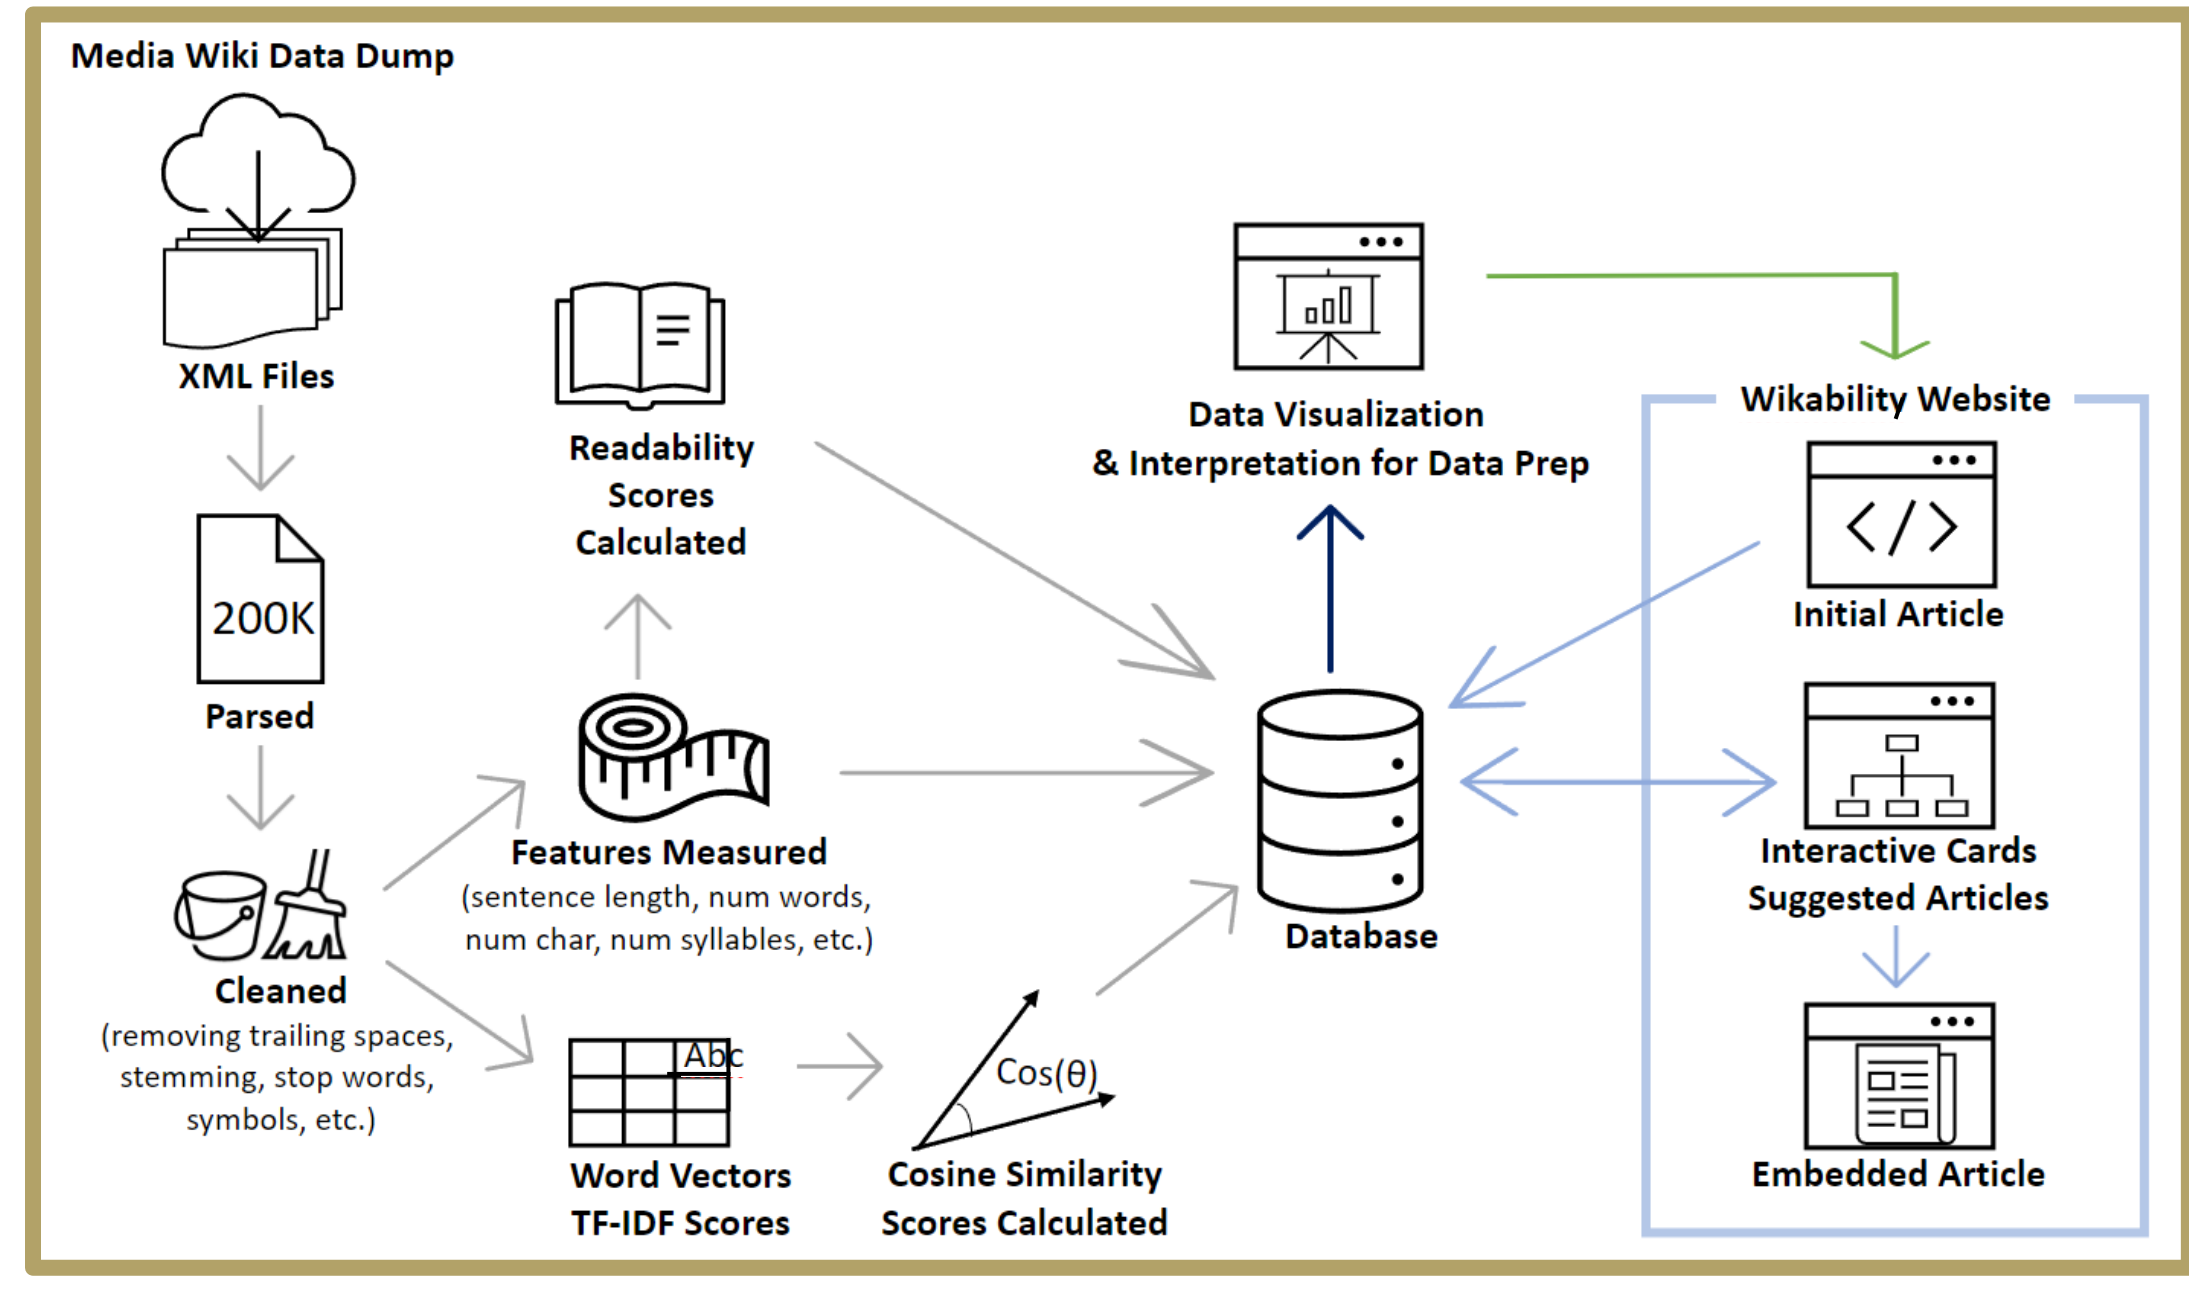 Media Wiki Data Dump
XML Files
200K
Parsed
Cleaned
(removing trailing spaces,
stemming, stop words,
symbols, etc.)
Readability
Scores
Calculated
Features Measured
(sentence length, num words,
num char, num syllables, etc.)
Abc
Word Vectors
TF-IDF Scores
Cos(θ)
Cosine Similarity
Scores Calculated
Data Visualization
& Interpretation for Data Prep
Database
Wikability Website
</>
Initial Article
Interactive Cards
Suggested Articles
Embedded Article